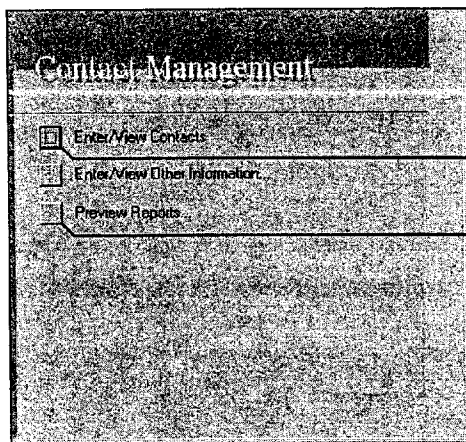 Contact Management
Enter/View Contacts
Enter/View Other Information...
Preview Reports...